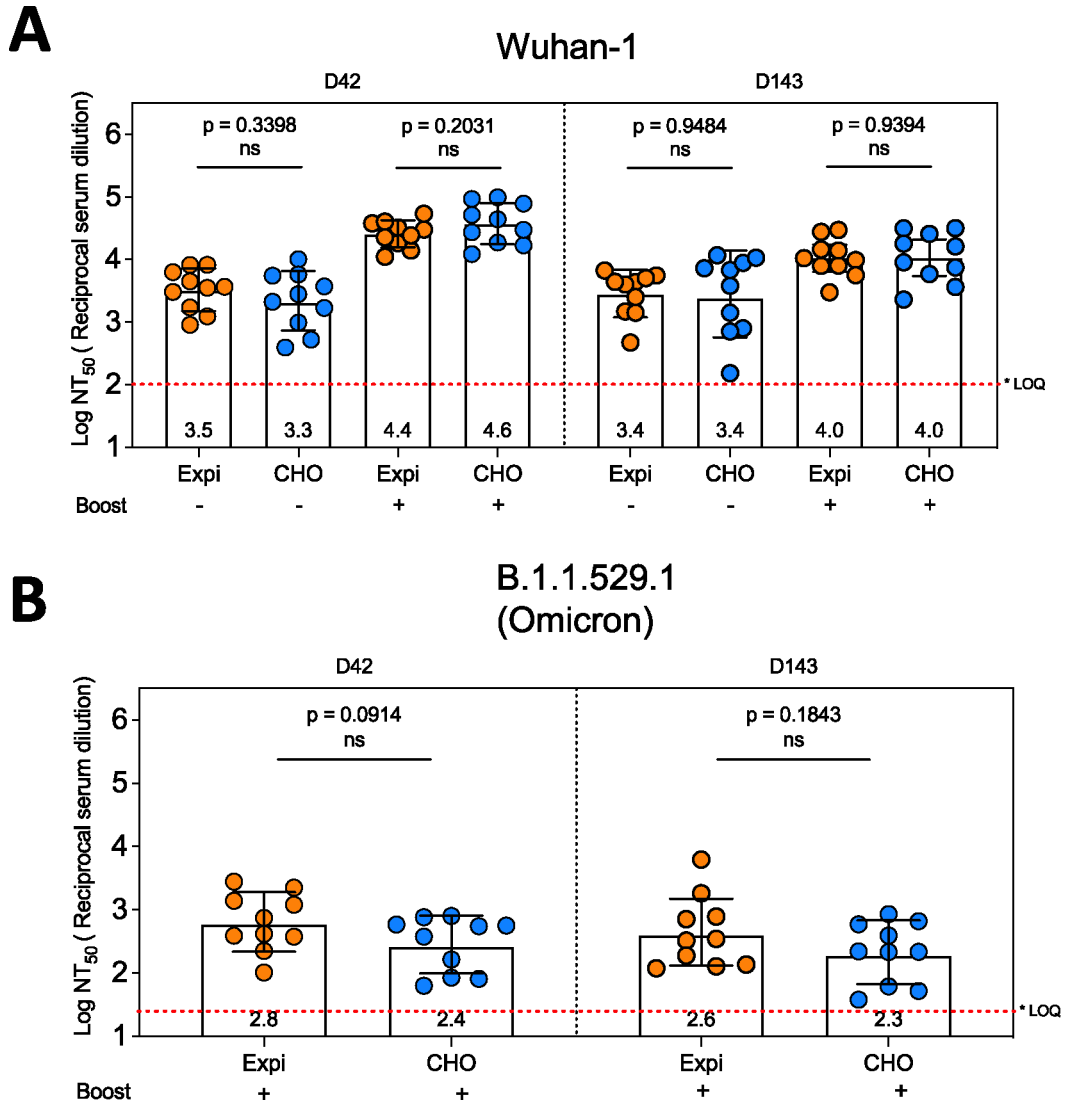 A
Wuhan-1
D42
D143
Log NT50 ( Reciprocal serum dilution)
6
5
4
3
2
1
p = 0.3398
ns
p = 0.2031
ns
p = 0.9484
ns
p = 0.9394
ns
* LOQ
3.5
3.3
4.4
4.6
3.4
3.4
4.0
4.0
Expi
CHO
Expi
CHO
Expi
CHO
Expi
CHO
Boost
-
-
+
+
-
-
+
+
B
B.1.1.529.1
(Omicron)
D42
D143
Log NT50 ( Reciprocal serum dilution)
6
5
4
3
2
1
p = 0.0914
ns
p = 0.1843
ns
* LOQ
2.8
2.4
2.6
2.3
Expi
CHO
Expi
CHO
Boost
+
+
+
+